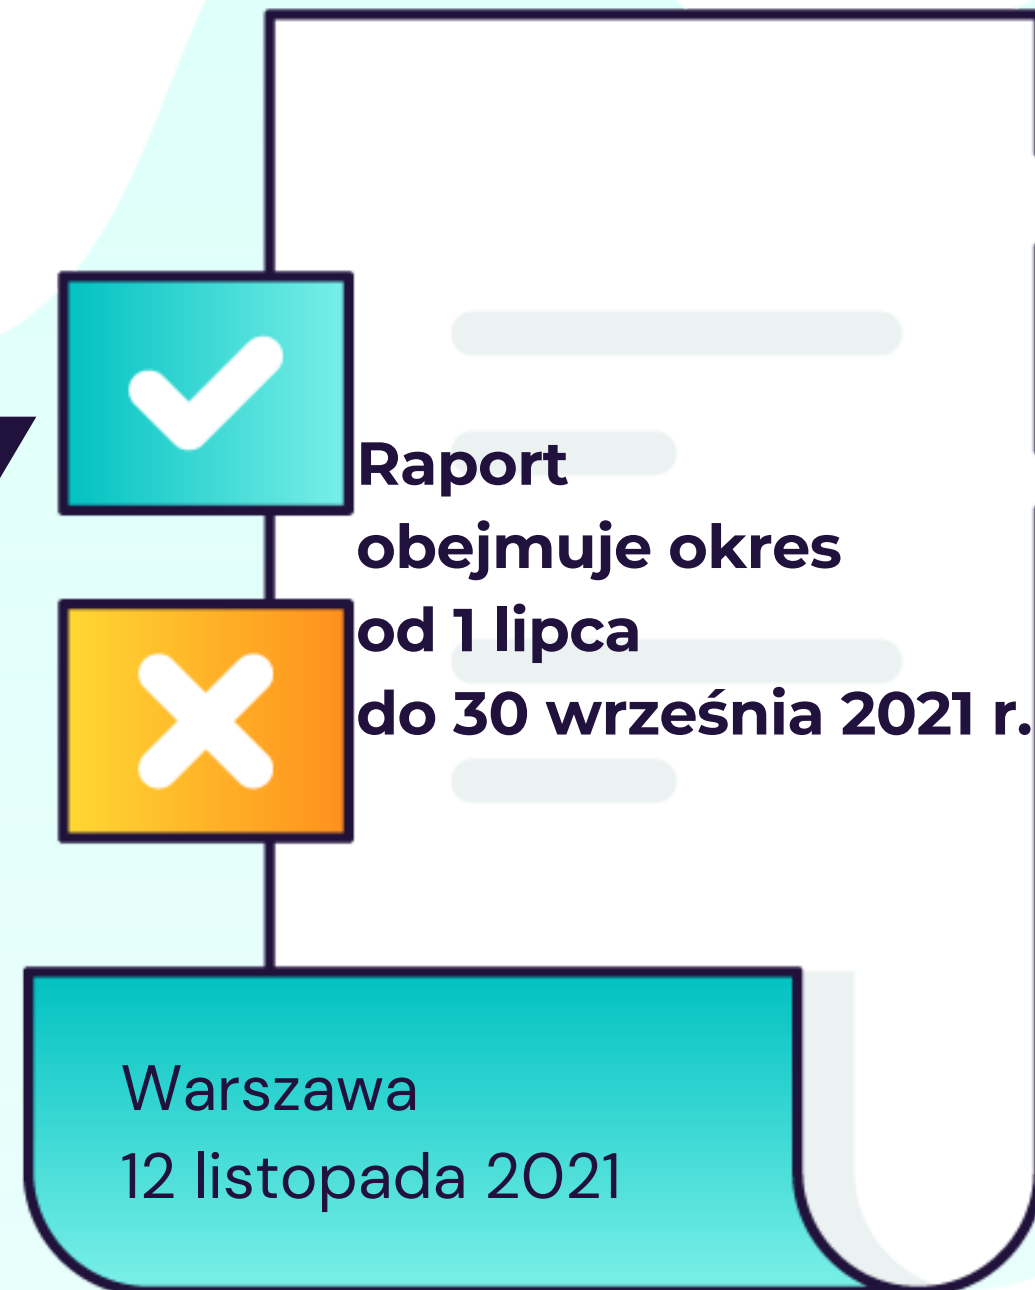 Raport
obejmuje okres
od 1 lipca
do 30 września 2021 r.
Warszawa
12 listopada 2021